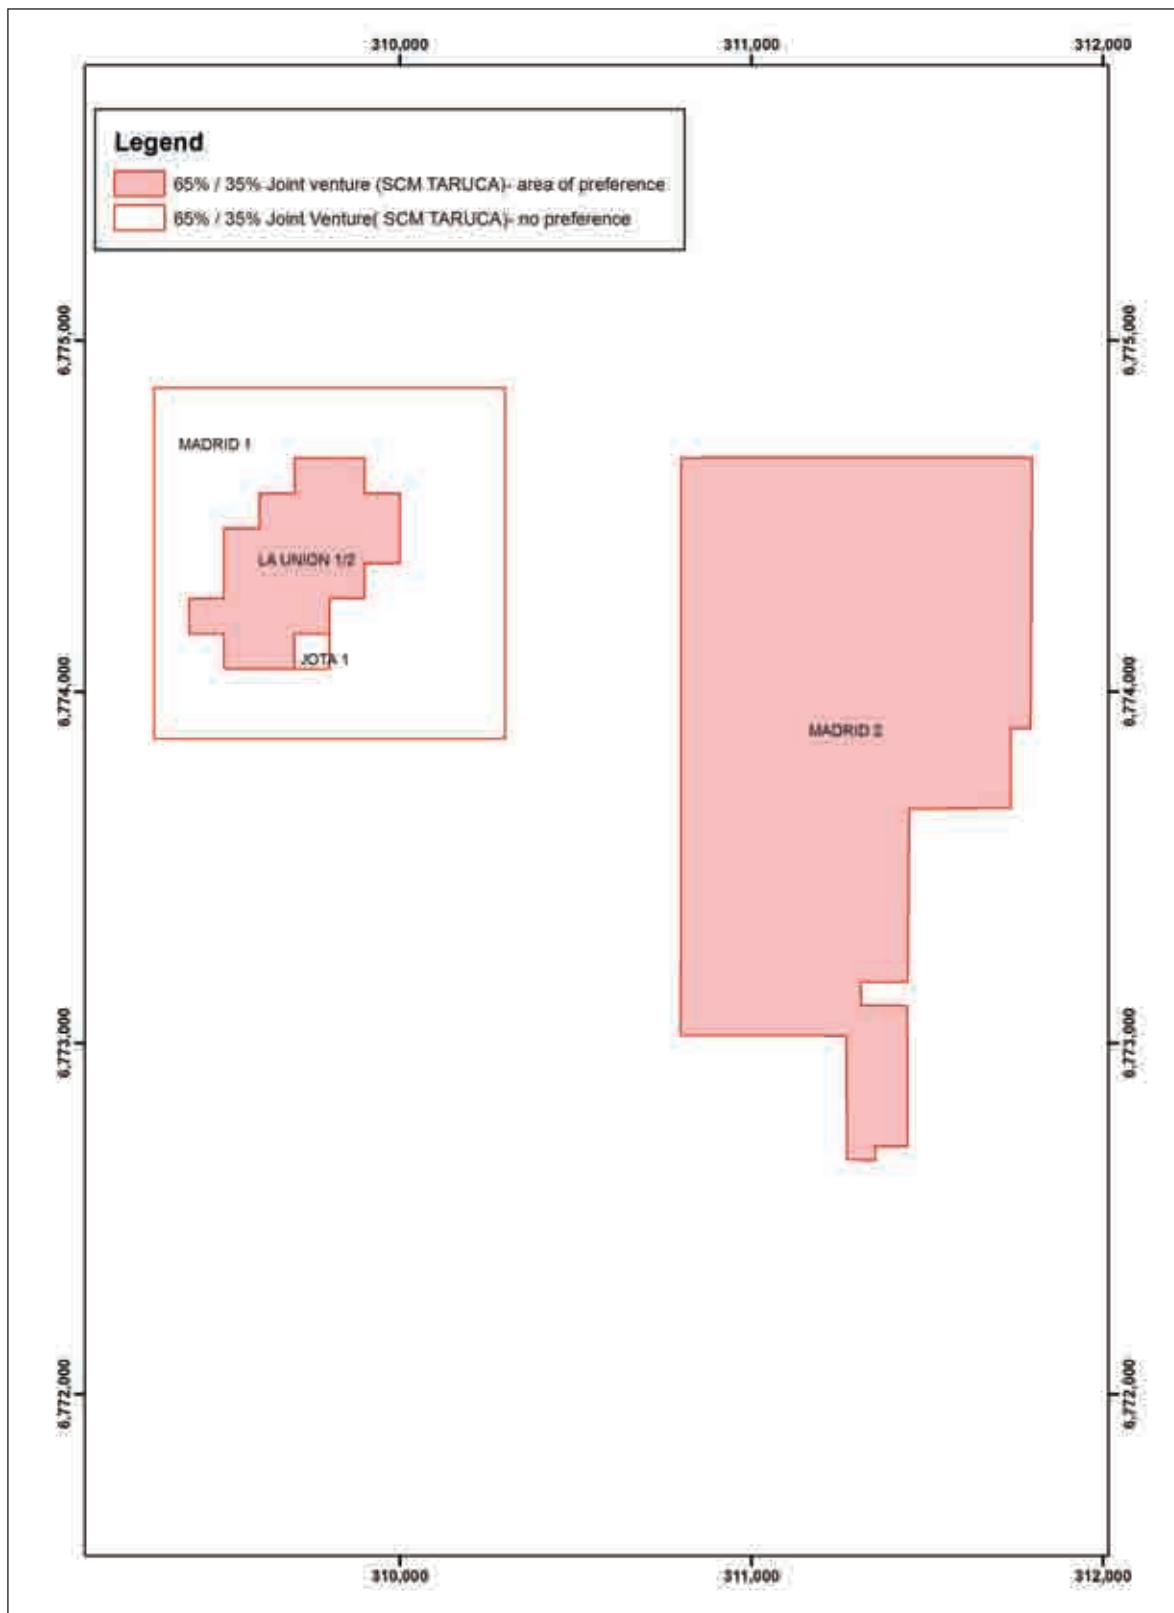 310,000
311,000
312,000
Legend
65% / 35% Joint venture (SCM TARUCA)- area of preference
65% / 35% Joint Venture( SCM TARUCA)- no preference
6,775,000
6,775,000
MADRID 1
LA UNION 1/2
JOTA 1
6,774,000
6,774,000
MADRID 2
6,773,000
6,773,000
6,772,000
6,772,000
310,000
311,000
312,000